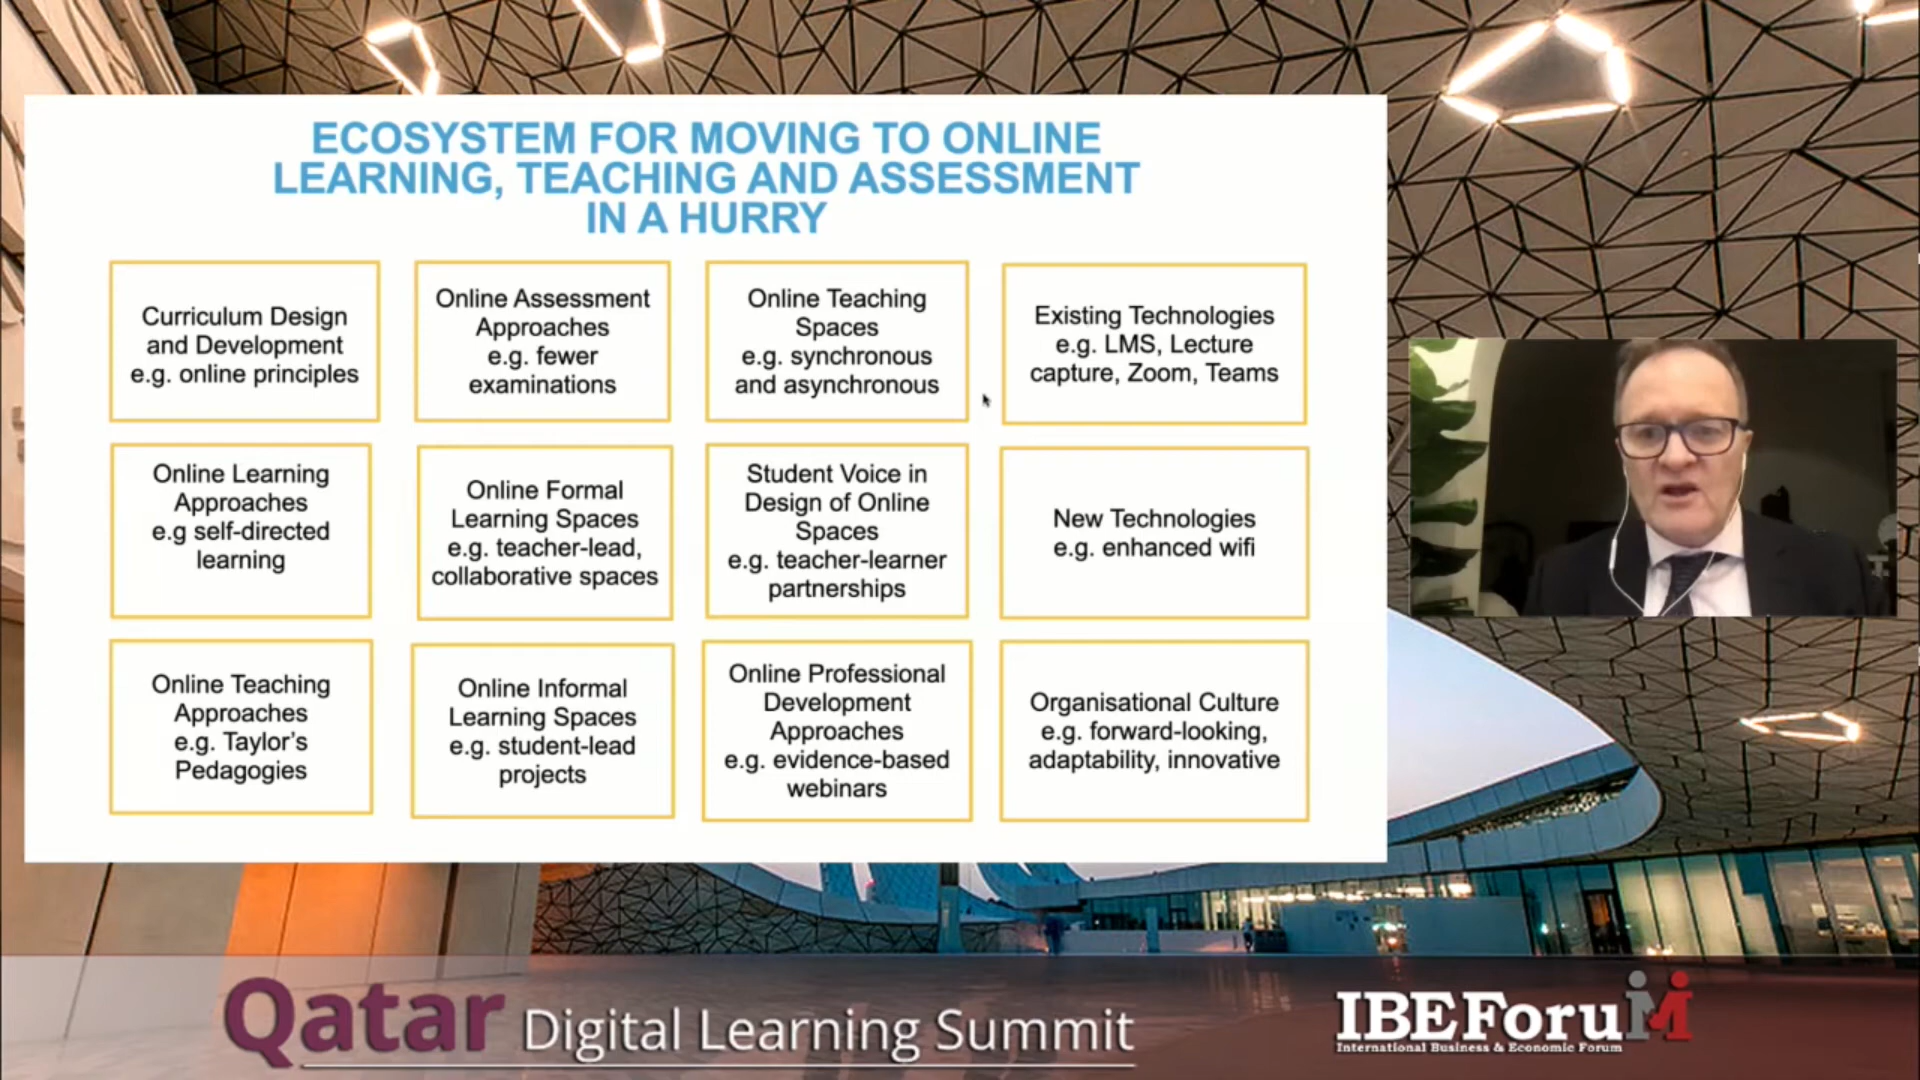 ECOSYSTEM FOR MOVING TO ONLINE
LEARNING, TEACHING AND ASSESSMENT
IN A HURRY
Curriculum Design
and Development
e.g. online principles
Online Assessment
Approaches
e.g. fewer
examinations
Online Teaching
Spaces
e.g. synchronous
and asynchronous
Existing Technologies
e.g. LMS, Lecture
capture, Zoom, Teams
Online Learning
Approaches
e.g self-directed
learning
Online Formal
Learning Spaces
e.g. teacher-lead,
collaborative spaces
Student Voice in
Design of Online
Spaces
e.g. teacher-learner
partnerships
New Technologies
e.g. enhanced wifi
Online Teaching
Approaches
e.g. Taylor's
Pedagogies
Online Informal
Learning Spaces
e.g. student-lead
projects
Online Professional
Development
Approaches
e.g. evidence-based
webinars
Organisational Culture
e.g. forward-looking,
adaptability, innovative
Qatar Digital Learning Summit
IBEForuM
International Business & Economic Forum